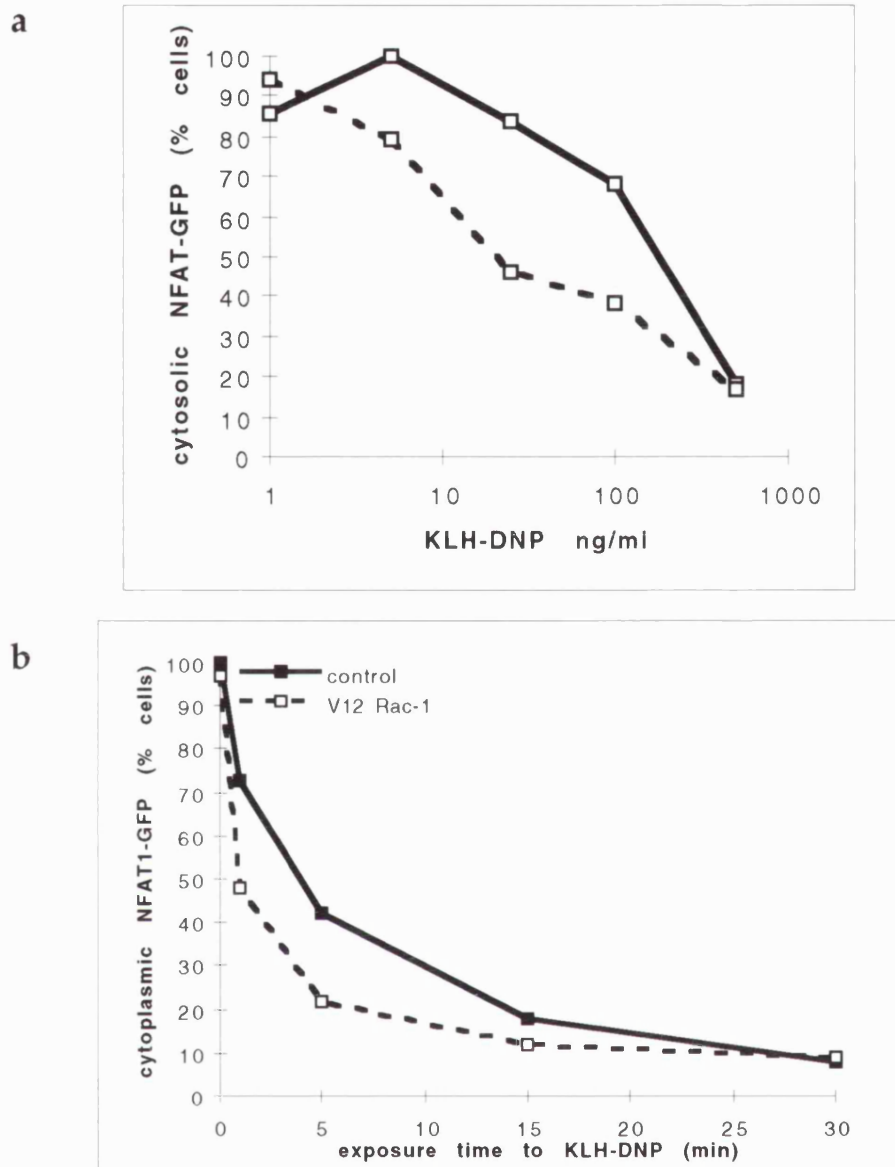 a
cytosolic NFAT-GFP (% cells)
100
90
80
70
60
50
40
30
20
10
0
1 10 100 1000
KLH-DNP ng/ml
b
cytoplasmic NFAT1-GFP (% cells)
100
90
80
70
60
50
40
30
20
10
0
control
V12 Rac-1
0 5 10 15 20 25 30
exposure time to KLH-DNP (min)